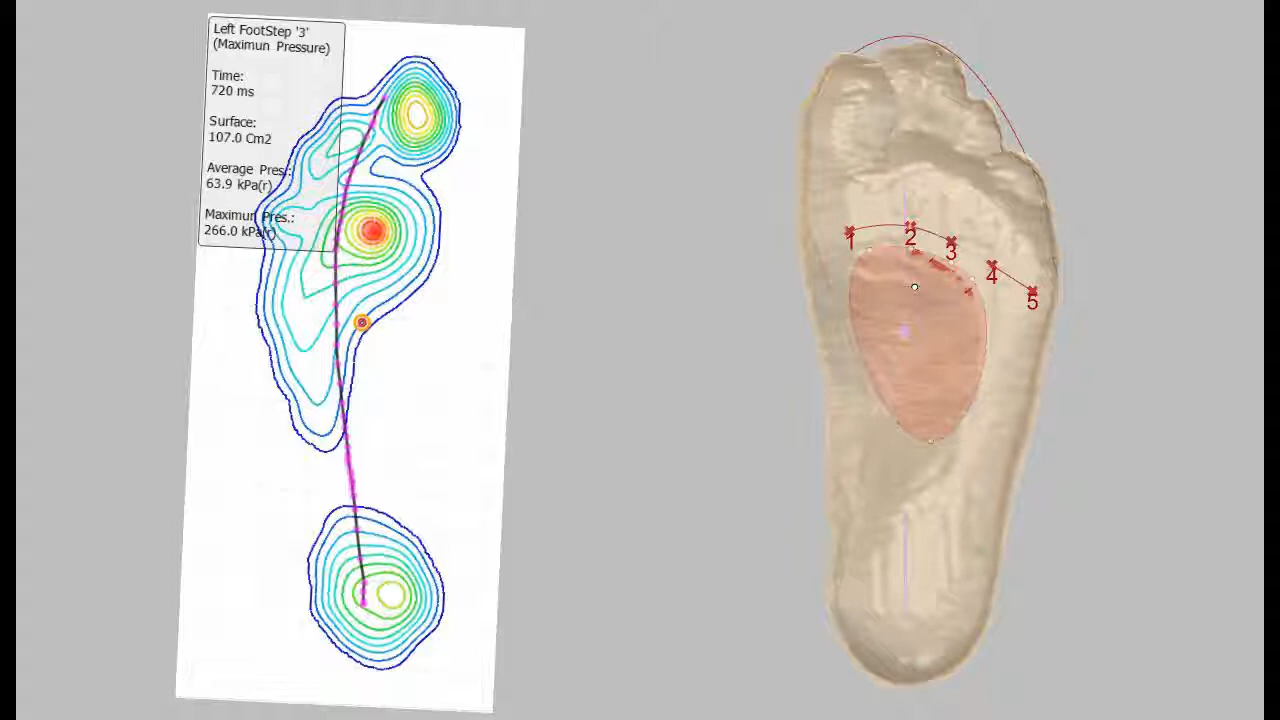 Left FootStep '3'
(Maximun Pressure)
Time:
720 ms
Surface:
107.0 Cm2
Average Pres.:
63.9 kPa(r)
Maximun Pres.:
266.0 kPa(r)
1
2
3
4
5